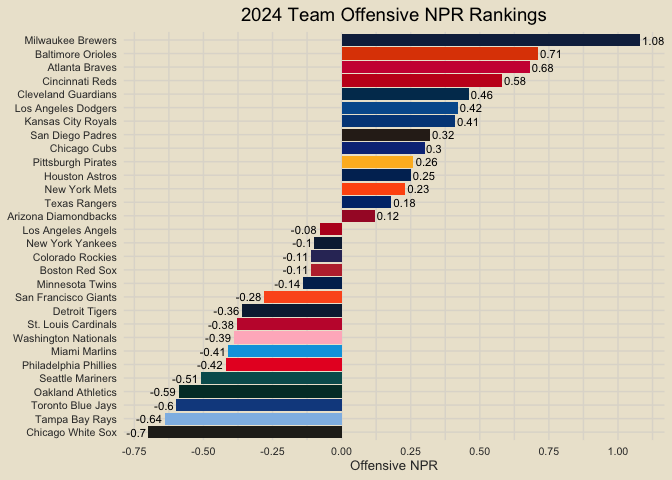 2024 Team Offensive NPR Rankings
Milwaukee Brewers 1.08
Baltimore Orioles 0.71
Atlanta Braves 0.68
Cincinnati Reds 0.58
Cleveland Guardians 0.46
Los Angeles Dodgers 0.42
Kansas City Royals 0.41
San Diego Padres 0.32
Chicago Cubs 0.3
Pittsburgh Pirates 0.26
Houston Astros 0.25
New York Mets 0.23
Texas Rangers 0.18
Arizona Diamondbacks 0.12
Los Angeles Angels -0.08
New York Yankees -0.1
Colorado Rockies -0.11
Boston Red Sox -0.11
Minnesota Twins -0.14
San Francisco Giants -0.28
Detroit Tigers -0.36
St. Louis Cardinals -0.38
Washington Nationals -0.39
Miami Marlins -0.41
Philadelphia Phillies -0.42
Seattle Mariners -0.51
Oakland Athletics -0.59
Toronto Blue Jays -0.6
Tampa Bay Rays -0.64
Chicago White Sox -0.7
-0.75 -0.50 -0.25 0.00 0.25 0.50 0.75 1.00
Offensive NPR